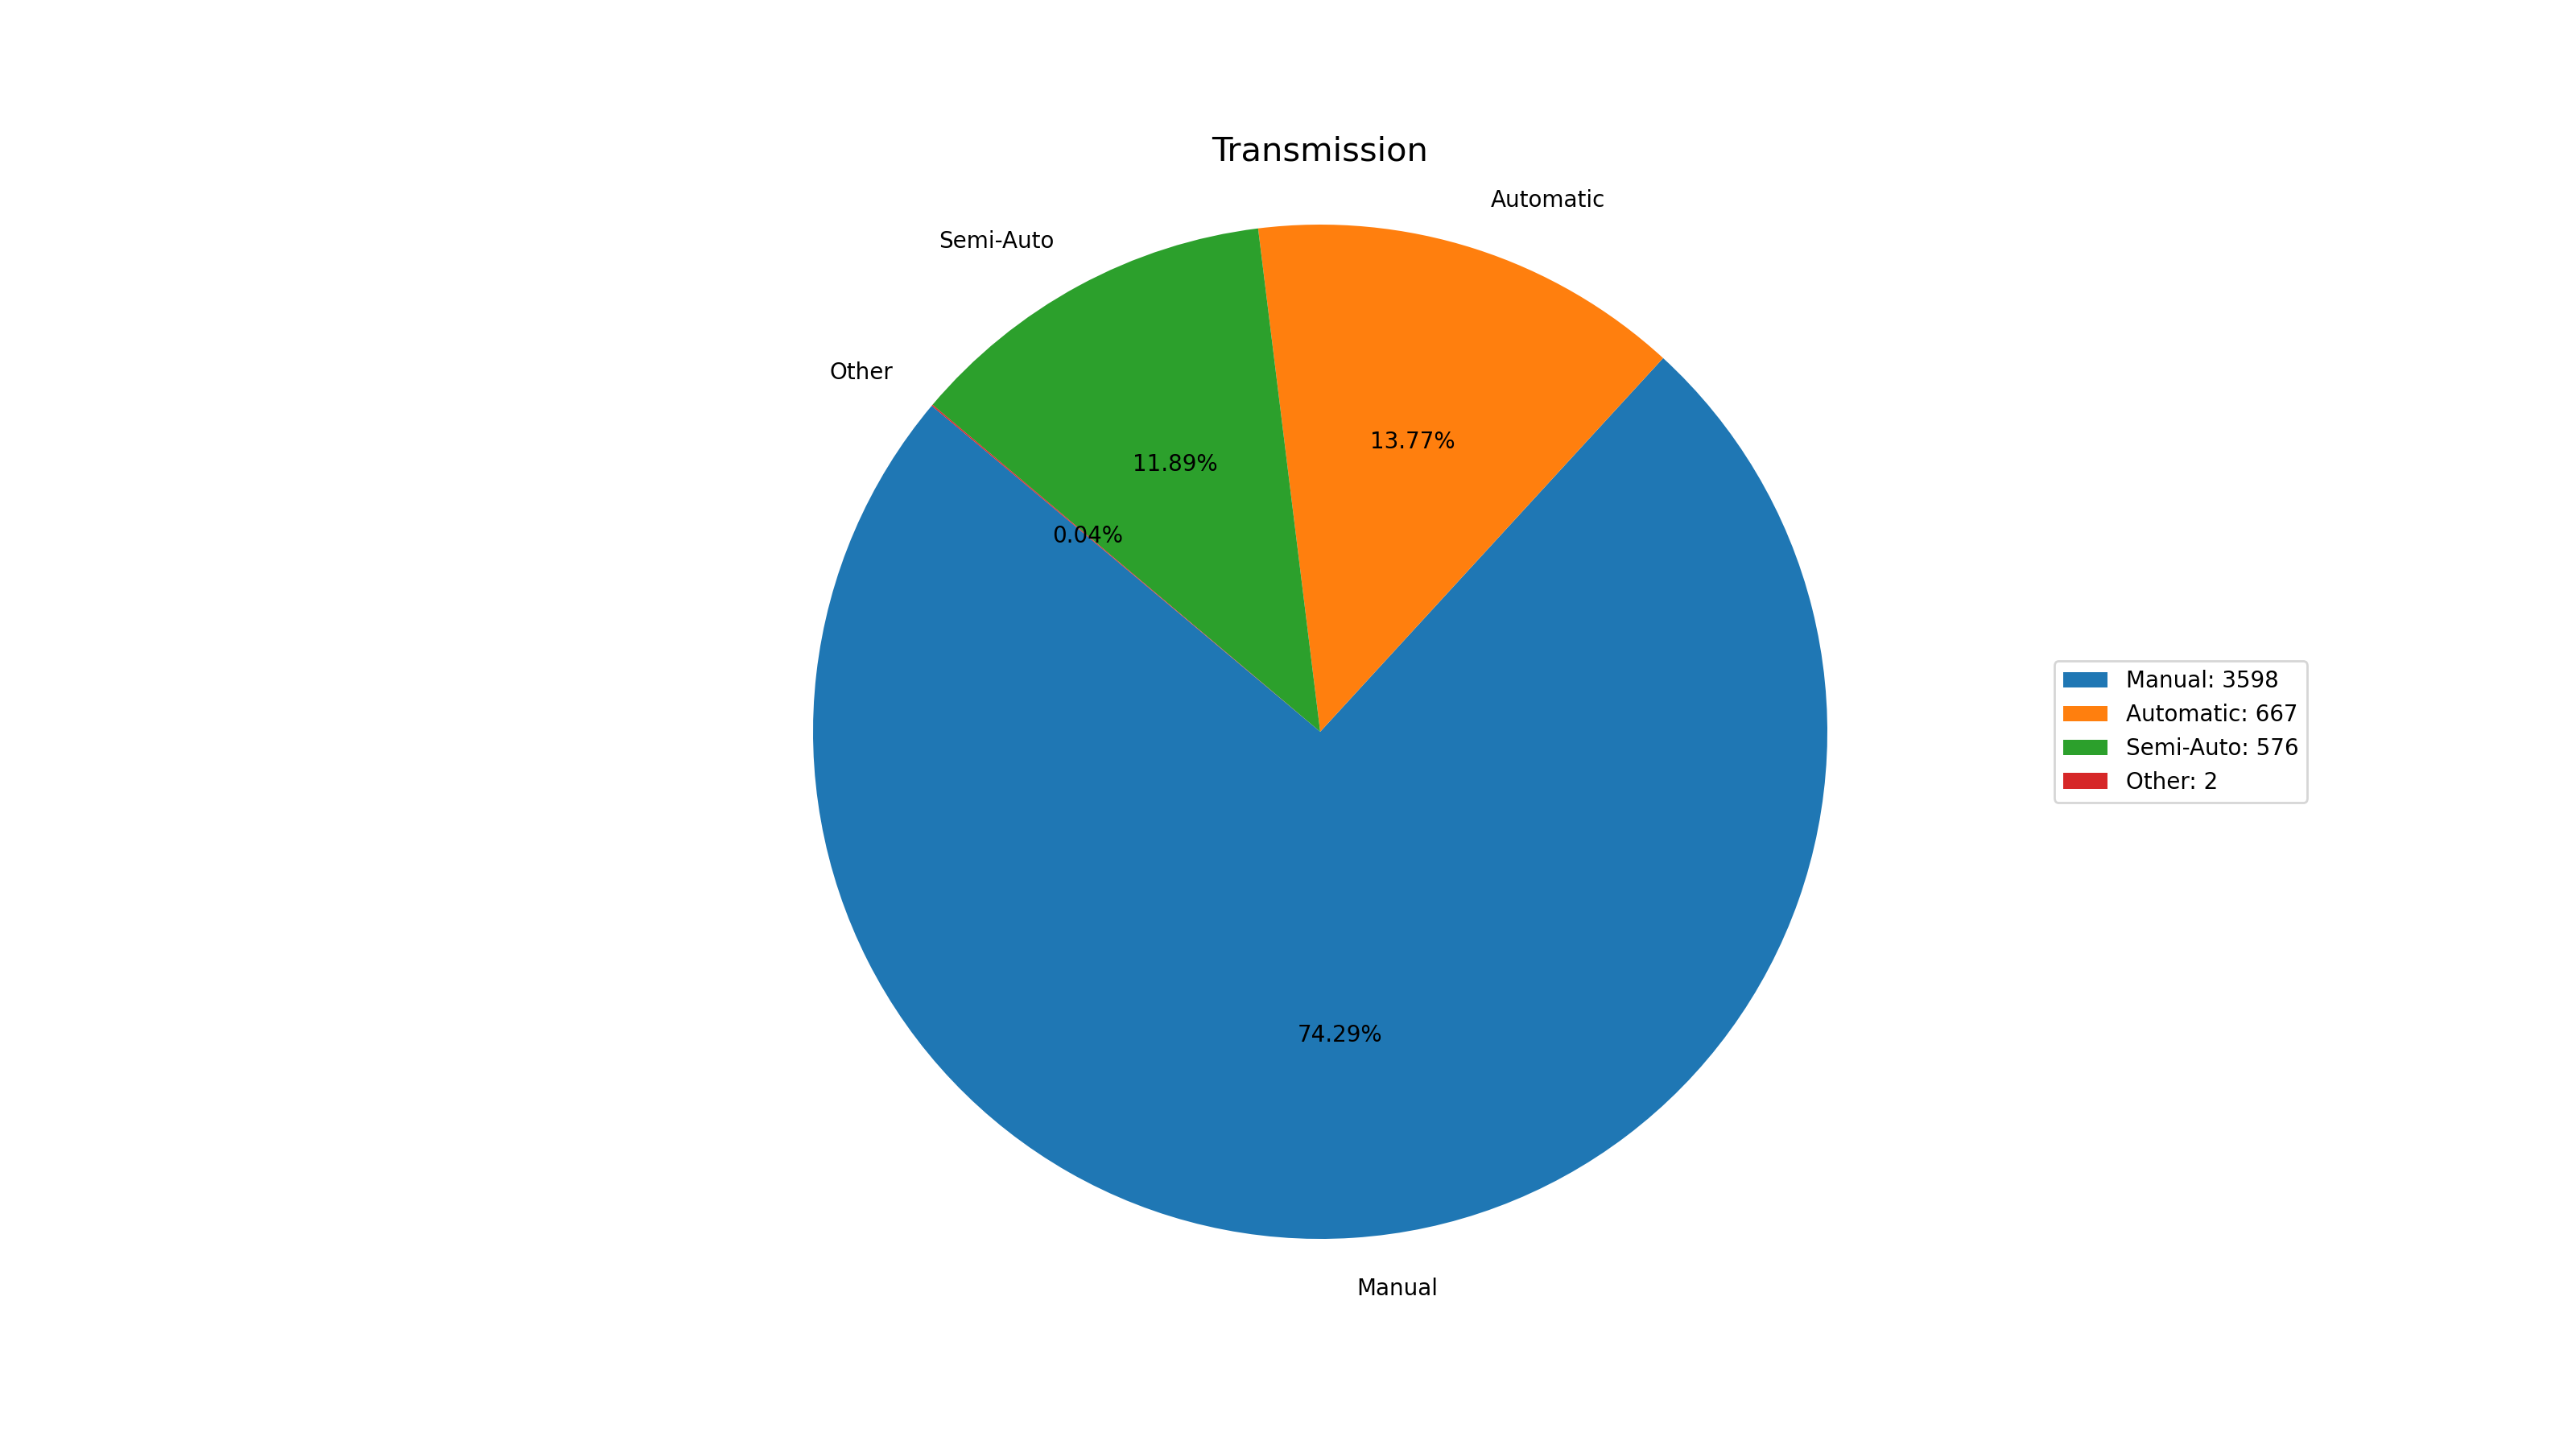 Transmission
Automatic
Semi-Auto
Other
13.77%
11.89%
0.04%
Manual: 3598
Automatic: 667
Semi-Auto: 576
Other: 2
74.29%
Manual